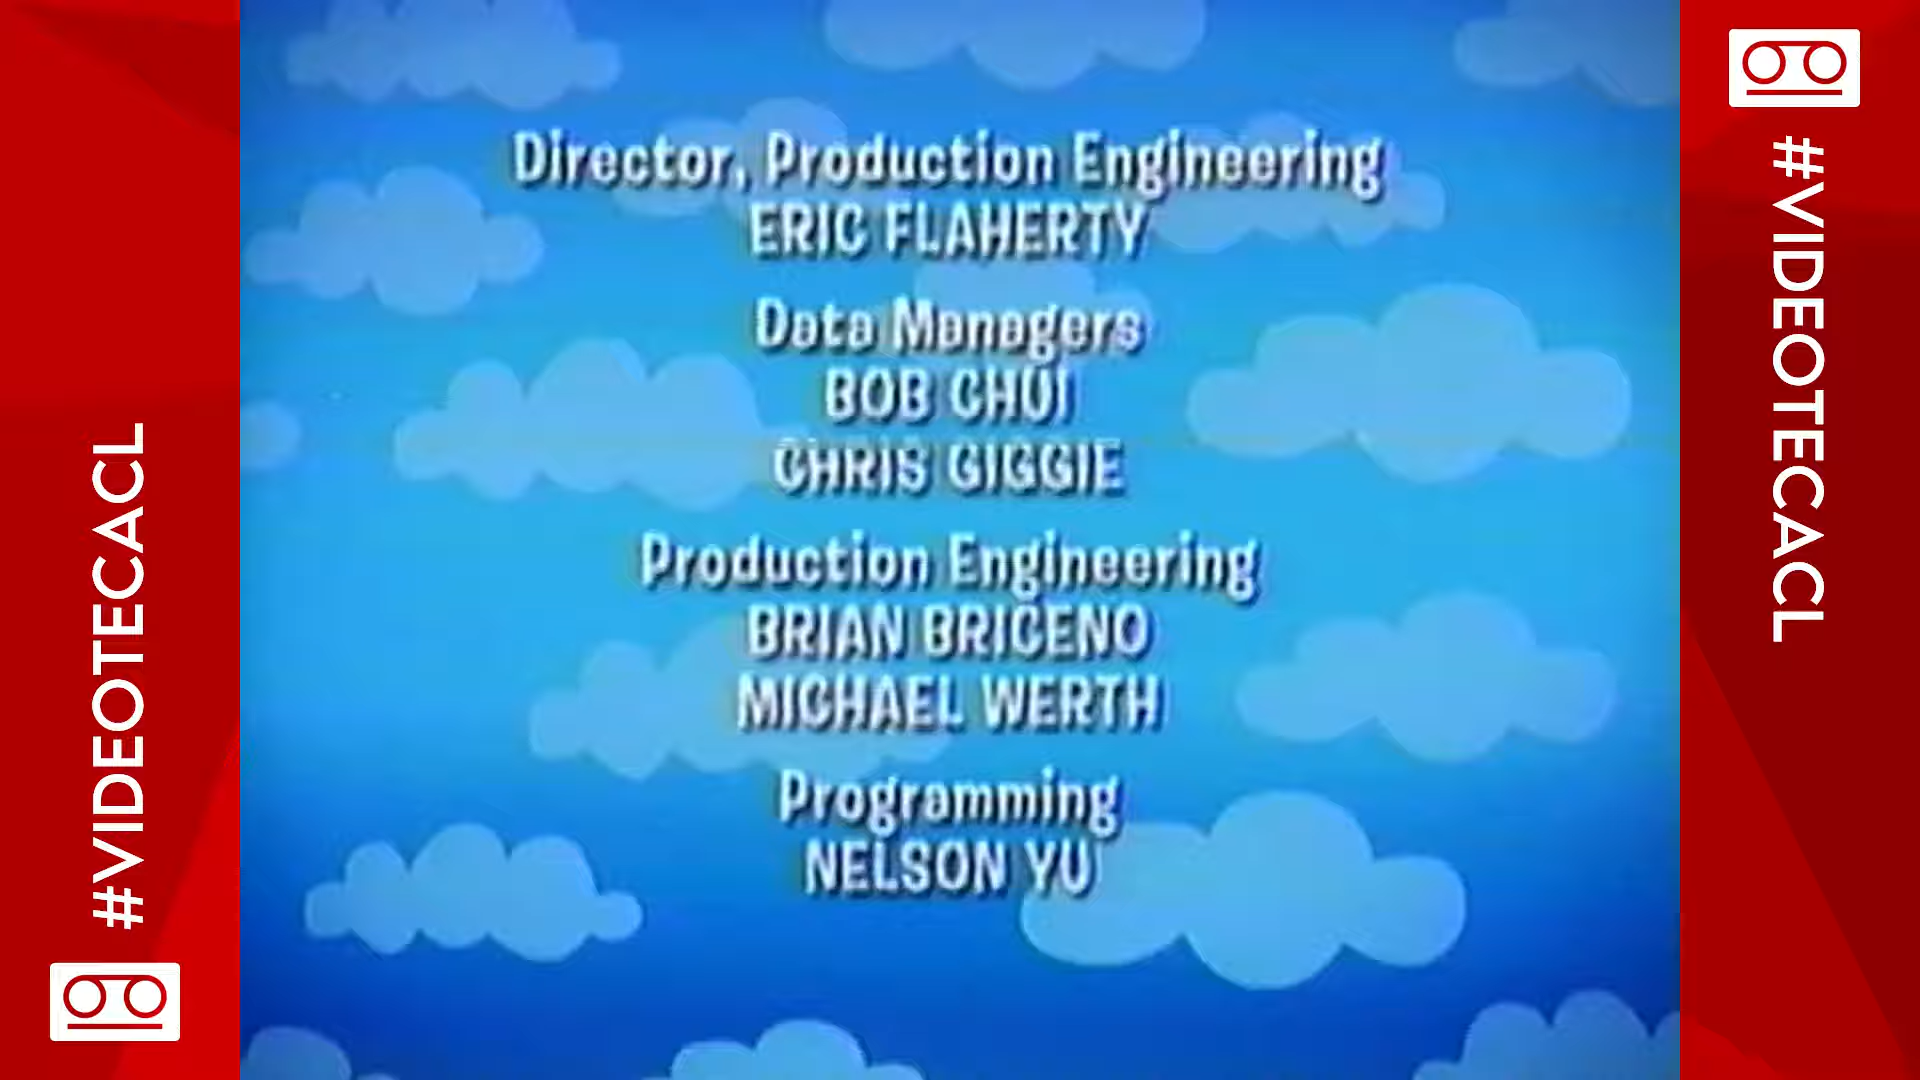 Director, Production Engineering
ERIC FLAHERTY
Data Managers
BOB CHUI
CHRIS GIGGIE
Production Engineering
BRIAN BRICENO
MICHAEL WERTH
Programming
NELSON YU
#VIDEOTECACL
#VIDEOTECACL